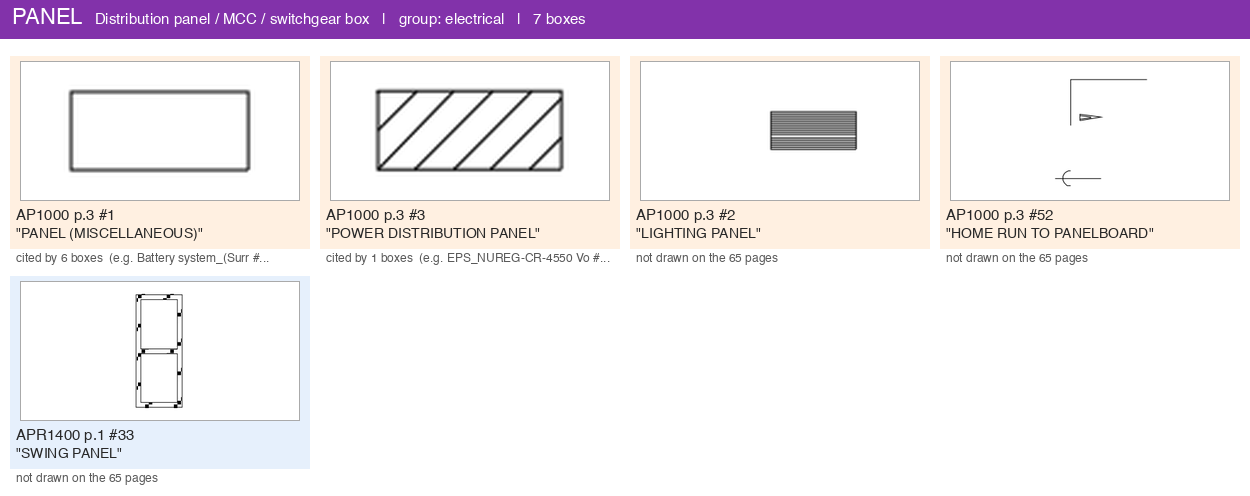 PANEL Distribution panel / MCC / switchgear box | group: electrical | 7 boxes
AP1000 p.3 #1
"PANEL (MISCELLANEOUS)"
cited by 6 boxes (e.g. Battery system_(Surr #...
AP1000 p.3 #3
"POWER DISTRIBUTION PANEL"
cited by 1 boxes (e.g. EPS_NUREG-CR-4550 Vo #...
AP1000 p.3 #2
"LIGHTING PANEL"
not drawn on the 65 pages
AP1000 p.3 #52
"HOME RUN TO PANELBOARD"
not drawn on the 65 pages
APR1400 p.1 #33
"SWING PANEL"
not drawn on the 65 pages